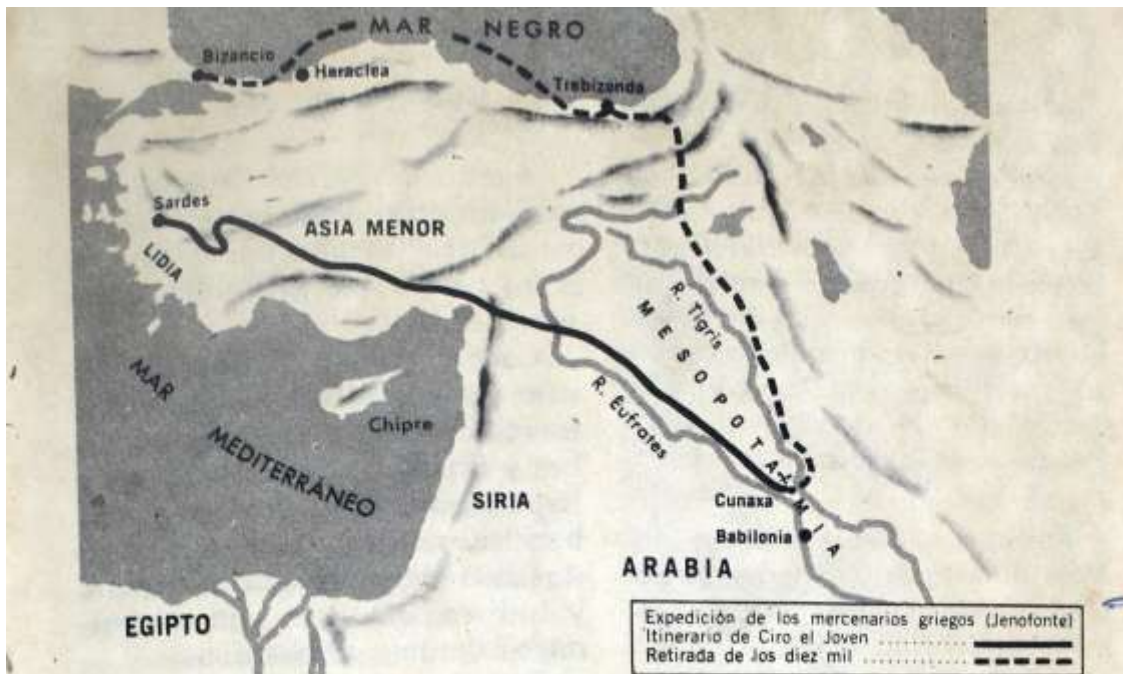 MAR NEGRO
Bizancio
Heraclea
Trebizonda
Sardes
ASIA MENOR
LIDIA
R. Tigris
MESOPOTAMIA
R. Eufrates
MAR
MEDITERRÁNEO
Chipre
SIRIA
Cunaxa
Babilonia
ARABIA
EGIPTO
Expedición de los mercenarios griegos (Jenofonte)
Itinerario de Ciro el Joven ............
Retirada de los diez mil ............